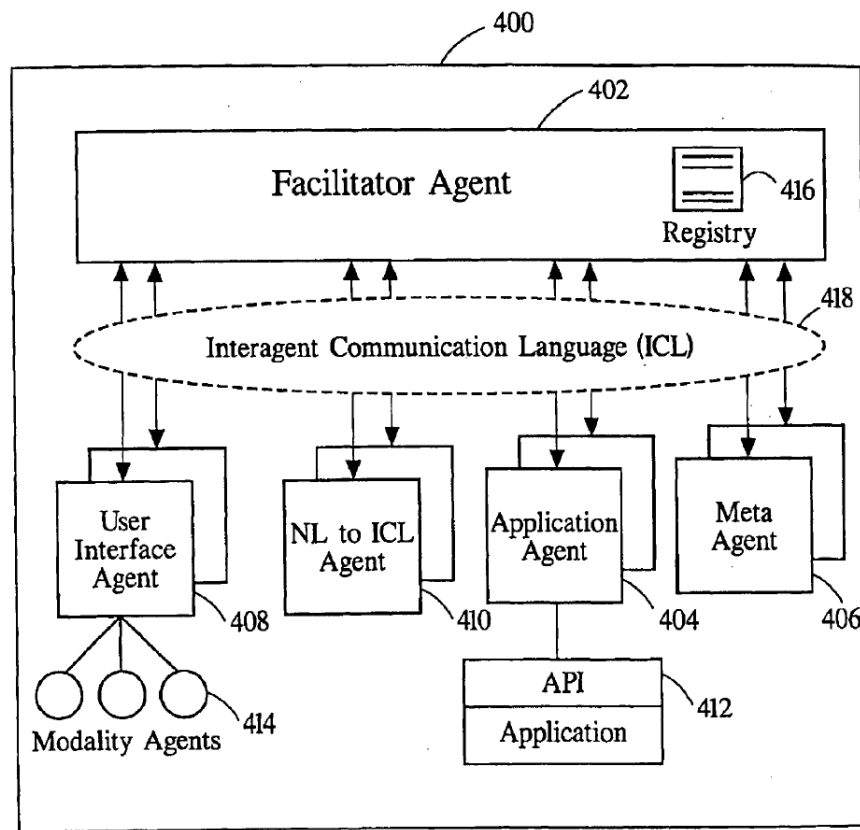 400
402
Facilitator Agent
416
Registry
418
Interagent Communication Language (ICL)
User
Interface
Agent
408
NL to ICL
Agent
410
Application
Agent
404
Meta
Agent
406
414
Modality Agents
API
412
Application